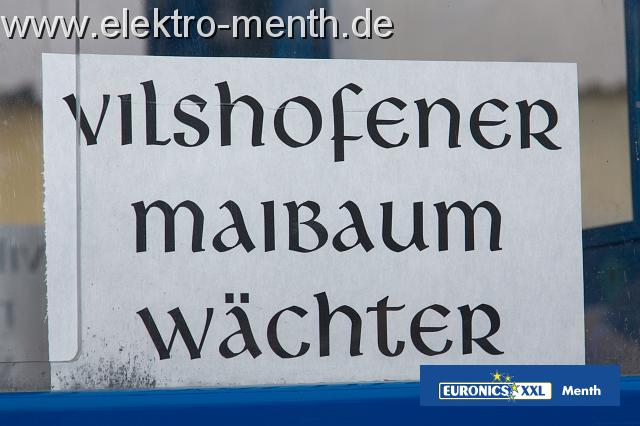 www.elektro-menth.de
VILSHOFENER
MAIBAUM
WÄCHTER
EURONICS XXL Menth